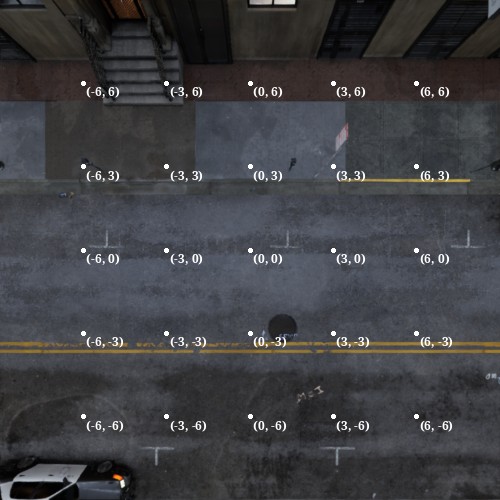 (-6, 6) (-3, 6) (0, 6) (3, 6) (6, 6)
(-6, 3) (-3, 3) (0, 3) (3, 3) (6, 3)
(-6, 0) (-3, 0) (0, 0) (3, 0) (6, 0)
(-6, -3) (-3, -3) (0, -3) (3, -3) (6, -3)
(-6, -6) (-3, -6) (0, -6) (3, -6) (6, -6)